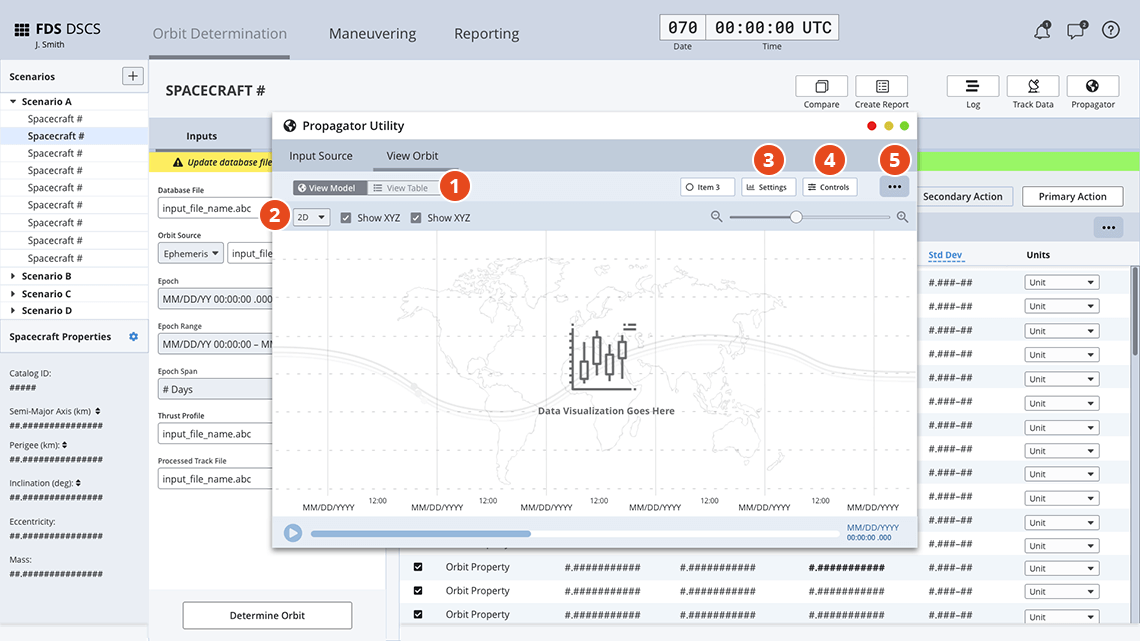 FDS DSCS
J. Smith
Orbit Determination
Maneuvering
Reporting
070
00:00:00 UTC
Date
Time
1
2
?
Scenarios
+
Scenario A
Spacecraft #
Spacecraft #
Spacecraft #
Spacecraft #
Spacecraft #
Spacecraft #
Spacecraft #
Spacecraft #
Spacecraft #
Scenario B
Scenario C
Scenario D
Spacecraft Properties
Catalog ID:
#####
Semi-Major Axis (km)
##.###############
Perigee (km):
##.###############
Inclination (deg):
##.###############
Eccentricity:
##.###############
Mass:
##.###############
SPACECRAFT #
Compare
Create Report
Log
Track Data
Propagator
Inputs
Update database file
Database File
input_file_name.abc
Orbit Source
Ephemeris
input_file
Epoch
MM/DD/YY 00:00:00 .000
Epoch Range
MM/DD/YY 00:00:00 – MM
Epoch Span
# Days
Thrust Profile
input_file_name.abc
Processed Track File
input_file_name.abc
Determine Orbit
Propagator Utility
Input Source
View Orbit
View Model
View Table
1
Item 3
Settings
Controls
3
4
5
2
2D
Show XYZ
Show XYZ
Data Visualization Goes Here
12:00
12:00
12:00
12:00
12:00
MM/DD/YYYY
MM/DD/YYYY
MM/DD/YYYY
MM/DD/YYYY
MM/DD/YYYY
MM/DD/YYYY
MM/DD/YYYY
00:00:00 .000
Secondary Action
Primary Action
Std Dev
Units
#.###–##
Unit
#.###–##
Unit
#.###–##
Unit
#.###–##
Unit
#.###–##
Unit
#.###–##
Unit
#.###–##
Unit
#.###–##
Unit
#.###–##
Unit
#.###–##
Unit
#.###–##
Unit
#.###–##
Unit
Orbit Property
#.###########
#.###########
#.###########
#.###–##
Unit
Orbit Property
#.###########
#.###########
#.###########
#.###–##
Unit
Orbit Property
#.###########
#.###########
#.###########
#.###–##
Unit